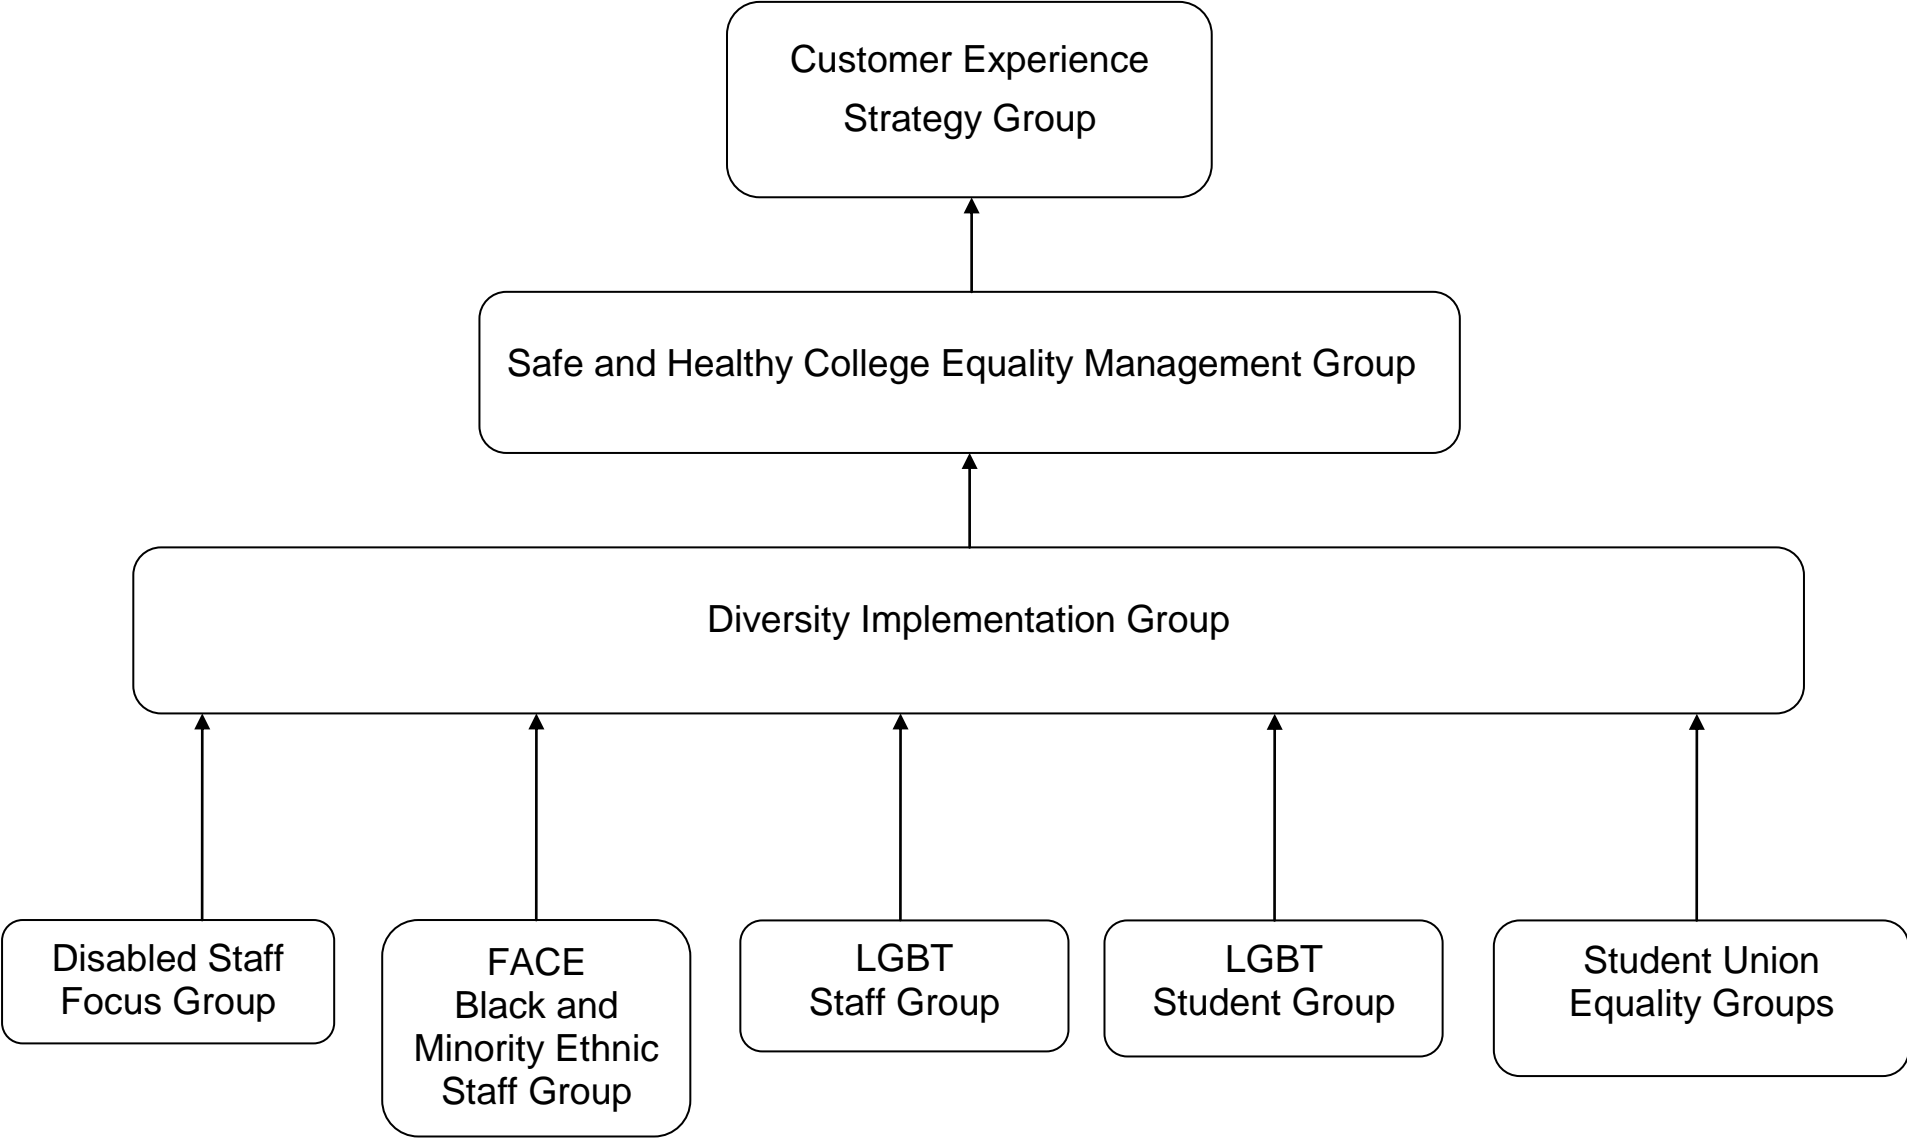 Customer Experience
Strategy Group
Safe and Healthy College Equality Management Group
Diversity Implementation Group
Disabled Staff
Focus Group
FACE
Black and
Minority Ethnic
Staff Group
LGBT
Staff Group
LGBT
Student Group
Student Union
Equality Groups